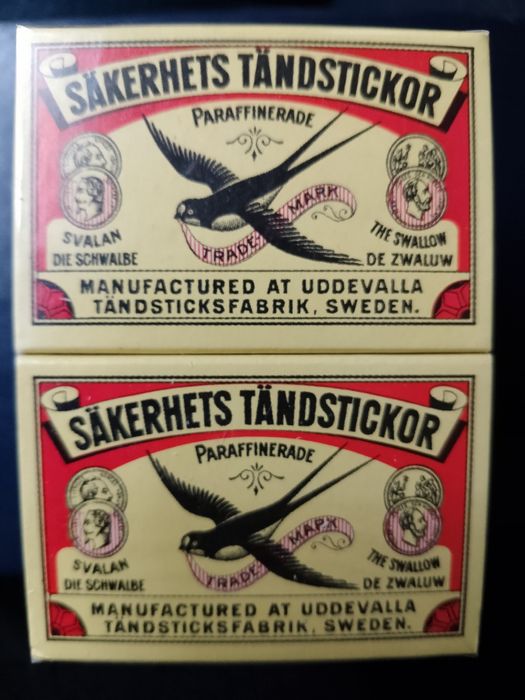 SÄKERHETS TÄNDSTICKOR
PARAFFINERADE
TRADE MARK
SVALAN
DIE SCHWALBE
THE SWALLOW
DE ZWALUW
MANUFACTURED AT UDDEVALLA
TÄNDSTICKSFABRIK, SWEDEN.
SÄKERHETS TÄNDSTICKOR
PARAFFINERADE
TRADE MARK
SVALAN
DIE SCHWALBE
THE SWALLOW
DE ZWALUW
MANUFACTURED AT UDDEVALLA
TÄNDSTICKSFABRIK, SWEDEN.